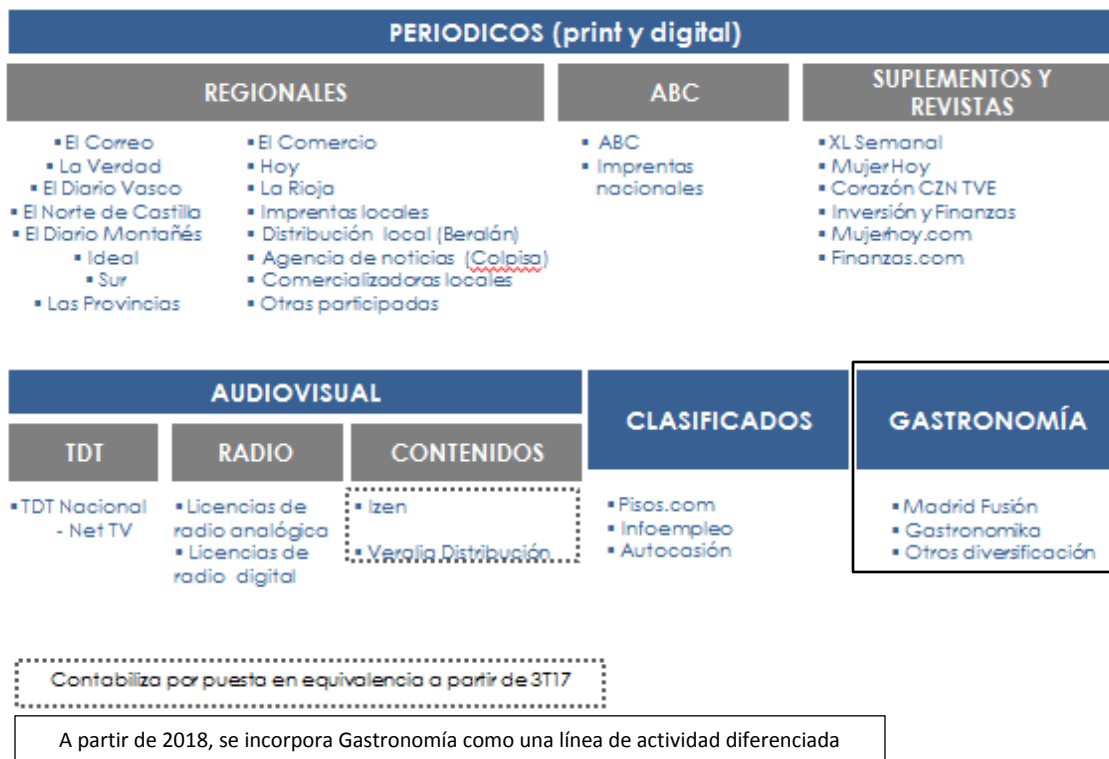 PERIODICOS (print y digital)
REGIONALES
▪ El Correo
▪ La Verdad
▪ El Diario Vasco
▪ El Norte de Castilla
▪ El Diario Montañés
▪ Ideal
▪ Sur
▪ Las Provincias
▪ El Comercio
▪ Hoy
▪ La Rioja
▪ Imprentas locales
▪ Distribución local (Beralán)
▪ Agencia de noticias (Colpisa)
▪ Comercializadoras locales
▪ Otras participadas
ABC
▪ ABC
▪ Imprentas
nacionales
SUPLEMENTOS Y
REVISTAS
▪ XL Semanal
▪ MujerHoy
▪ Corazón CZN TVE
▪ Inversión y Finanzas
▪ Mujerhoy.com
▪ Finanzas.com
AUDIOVISUAL
TDT
▪ TDT Nacional
- Net TV
RADIO
▪ Licencias de
radio analógica
▪ Licencias de
radio digital
CONTENIDOS
▪ Izen
▪ Veralia Distribución
CLASIFICADOS
▪ Pisos.com
▪ Infoempleo
▪ Autocasión
GASTRONOMÍA
▪ Madrid Fusión
▪ Gastronomika
▪ Otros diversificación
Contabiliza por puesta en equivalencia a partir de 3T17
A partir de 2018, se incorpora Gastronomía como una línea de actividad diferenciada